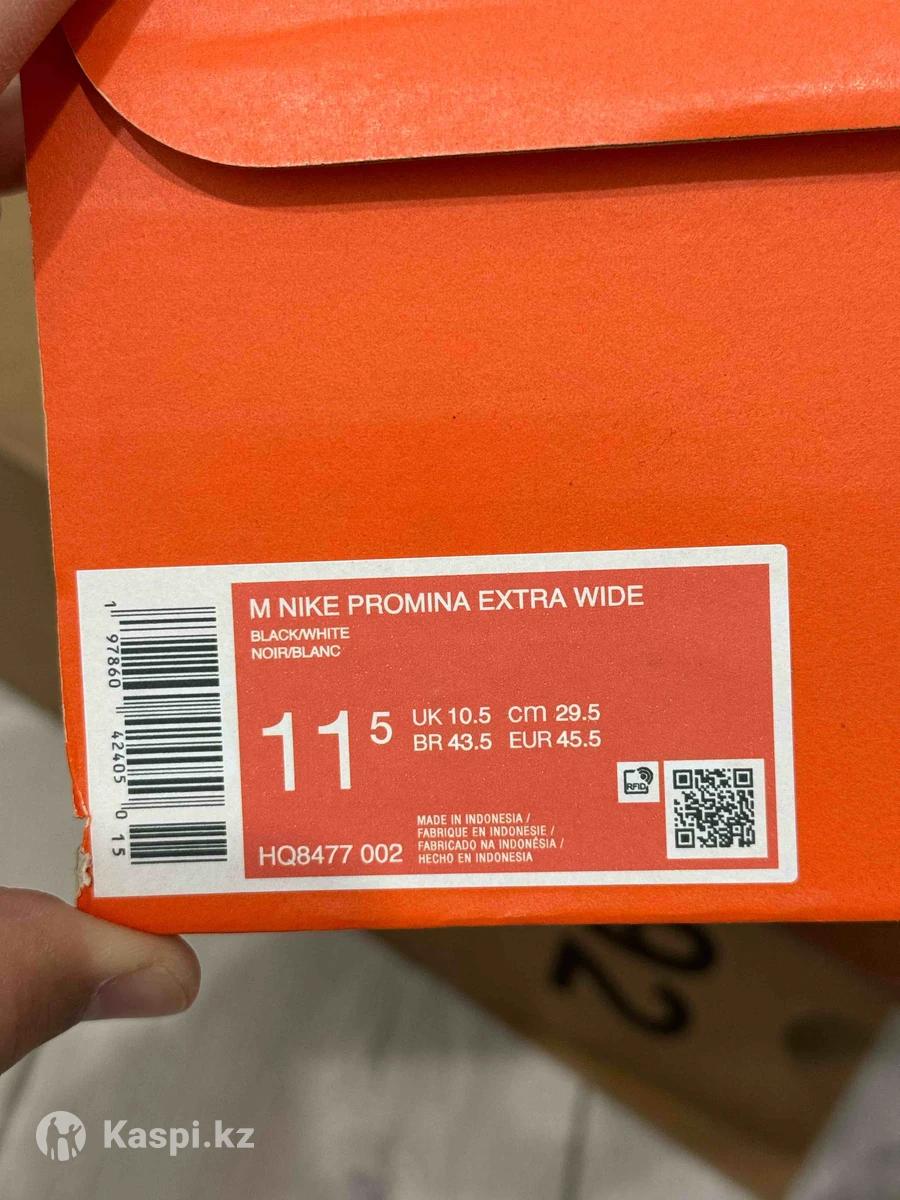 M NIKE PROMINA EXTRA WIDE
BLACK/WHITE
NOIR/BLANC
11 5
UK 10.5 cm 29.5
BR 43.5 EUR 45.5
RFID
HQ8477 002
MADE IN INDONESIA /
FABRIQUE EN INDONESIE /
FABRICADO NA INDONÉSIA /
HECHO EN INDONESIA
1 97860 42405 0 15
92
Kaspi.kz